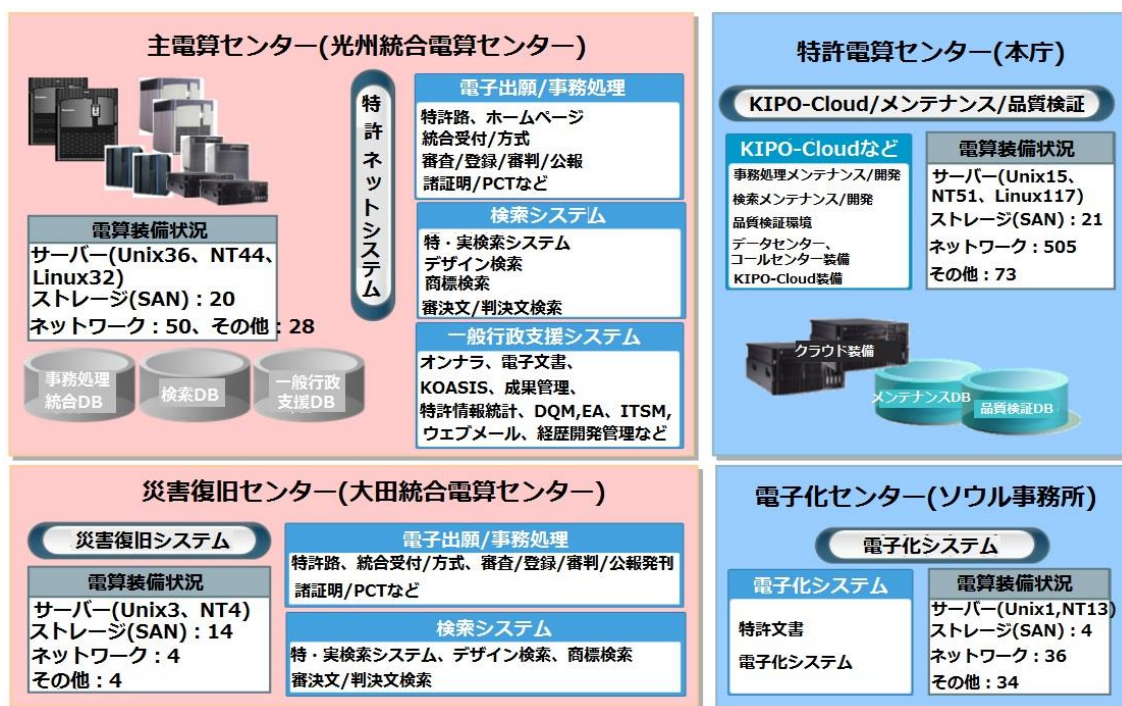 主電算センター(光州統合電算センター)
電算装備状況
サーバー(Unix36、NT44、
Linux32)
ストレージ(SAN)：20
ネットワーク：50、その他：28
事務処理
統合DB
検索DB
一般行政
支援DB
特許ネットシステム
電子出願/事務処理
特許路、ホームページ
統合受付/方式
審査/登録/審判/公報
諸証明/PCTなど
検索システム
特・実検索システム
デザイン検索
商標検索
審決文/判決文検索
一般行政支援システム
オンナラ、電子文書、
KOASIS、成果管理、
特許情報統計、DQM,EA、ITSM,
ウェブメール、経歴開発管理など
特許電算センター(本庁)
KIPO-Cloud/メンテナンス/品質検証
KIPO-Cloudなど
事務処理メンテナンス/開発
検索メンテナンス/開発
品質検証環境
データセンター、
コールセンター装備
KIPO-Cloud装備
電算装備状況
サーバー(Unix15、
NT51、Linux117)
ストレージ(SAN)：21
ネットワーク：505
その他：73
クラウド装備
メンテナンスDB
品質検証DB
災害復旧センター(大田統合電算センター)
災害復旧システム
電算装備状況
サーバー(Unix3、NT4)
ストレージ(SAN)：14
ネットワーク：4
その他：4
電子出願/事務処理
特許路、統合受付/方式、審査/登録/審判/公報発刊
諸証明/PCTなど
検索システム
特・実検索システム、デザイン検索、商標検索
審決文/判決文検索
電子化センター(ソウル事務所)
電子化システム
電子化システム
特許文書
電子化システム
電算装備状況
サーバー(Unix1,NT13)
ストレージ(SAN)：4
ネットワーク：36
その他：34